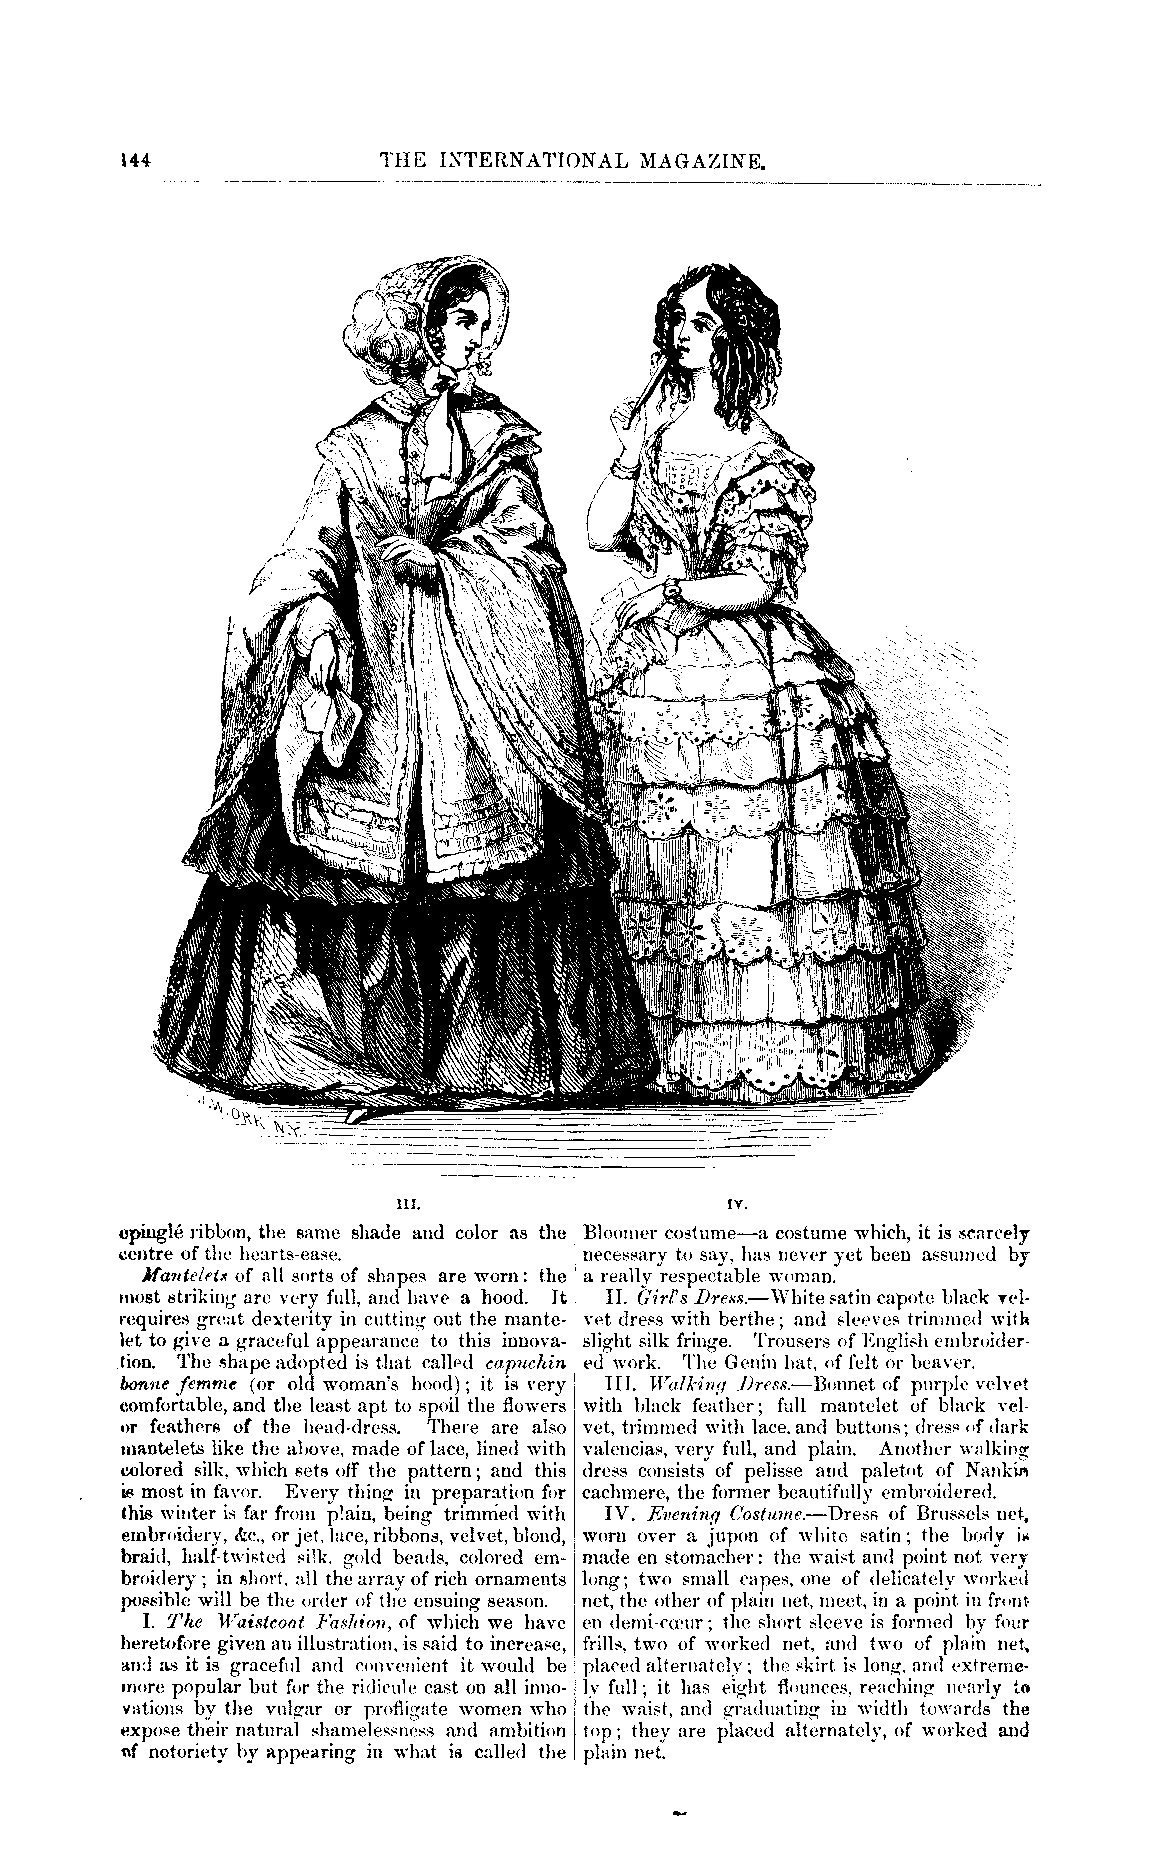 144
THE INTERNATIONAL MAGAZINE.
J.W.ORR N.Y.
III.
IV.
opinglé ribbon, the same shade and color as the
centre of the hearts-ease.
Mantelets of all sorts of shapes are worn: the
most striking are very full, and have a hood. It
requires great dexterity in cutting out the mante-
let to give a graceful appearance to this innova-
tion. The shape adopted is that called capuchin
bonne femme (or old woman's hood); it is very
comfortable, and the least apt to spoil the flowers
or feathers of the head-dress. There are also
mantelets like the above, made of lace, lined with
colored silk, which sets off the pattern; and this
is most in favor. Every thing in preparation for
this winter is far from plain, being trimmed with
embroidery, &c., or jet, lace, ribbons, velvet, blond,
braid, half-twisted silk, gold beads, colored em-
broidery; in short, all the array of rich ornaments
possible will be the order of the ensuing season.
I. The Waistcoat Fashion, of which we have
heretofore given an illustration, is said to increase,
and as it is graceful and convenient it would be
more popular but for the ridicule cast on all inno-
vations by the vulgar or profligate women who
expose their natural shamelessness and ambition
of notoriety by appearing in what is called the
Bloomer costume—a costume which, it is scarcely
necessary to say, has never yet been assumed by
a really respectable woman.
II. Girl's Dress.—White satin capote black vel-
vet dress with berthe; and sleeves trimmed with
slight silk fringe. Trousers of English embroider-
ed work. The Genin hat, of felt or beaver.
III. Walking Dress.—Bonnet of purple velvet
with black feather; full mantelet of black vel-
vet, trimmed with lace, and buttons; dress of dark
valencias, very full, and plain. Another walking
dress consists of pelisse and paletot of Nankin
cachmere, the former beautifully embroidered.
IV. Evening Costume.—Dress of Brussels net,
worn over a jupon of white satin; the body is
made en stomacher: the waist and point not very
long; two small capes, one of delicately worked
net, the other of plain net, meet, in a point in front
en demi-cœur; the short sleeve is formed by four
frills, two of worked net, and two of plain net,
placed alternately; the skirt is long, and extreme-
ly full; it has eight flounces, reaching nearly to
the waist, and graduating in width towards the
top; they are placed alternately, of worked and
plain net.